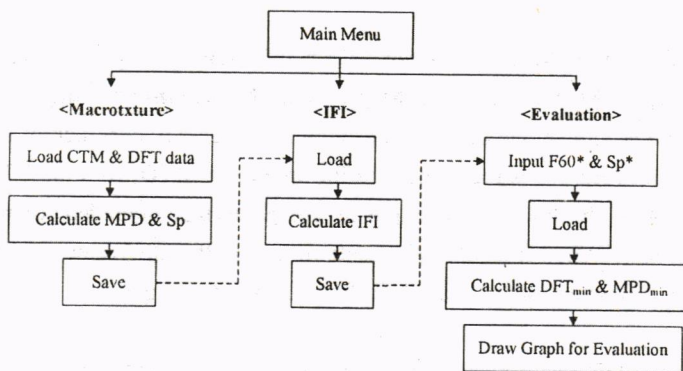 Main Menu
<Macrotxture>
Load CTM & DFT data
Calculate MPD & Sp
Save
<IFI>
Load
Calculate IFI
Save
<Evaluation>
Input F60* & Sp*
Load
Calculate DFTmin & MPDmin
Draw Graph for Evaluation